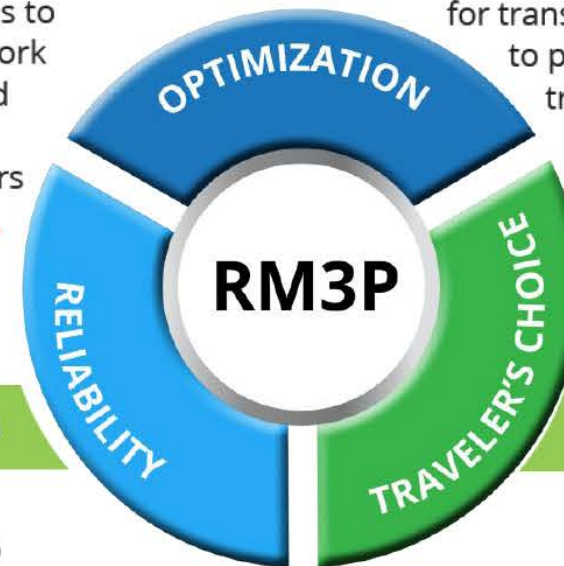 s to
ork
d
rs
for trans
to p
tr
OPTIMIZATION
RM3P
RELIABILITY
TRAVELER'S CHOICE